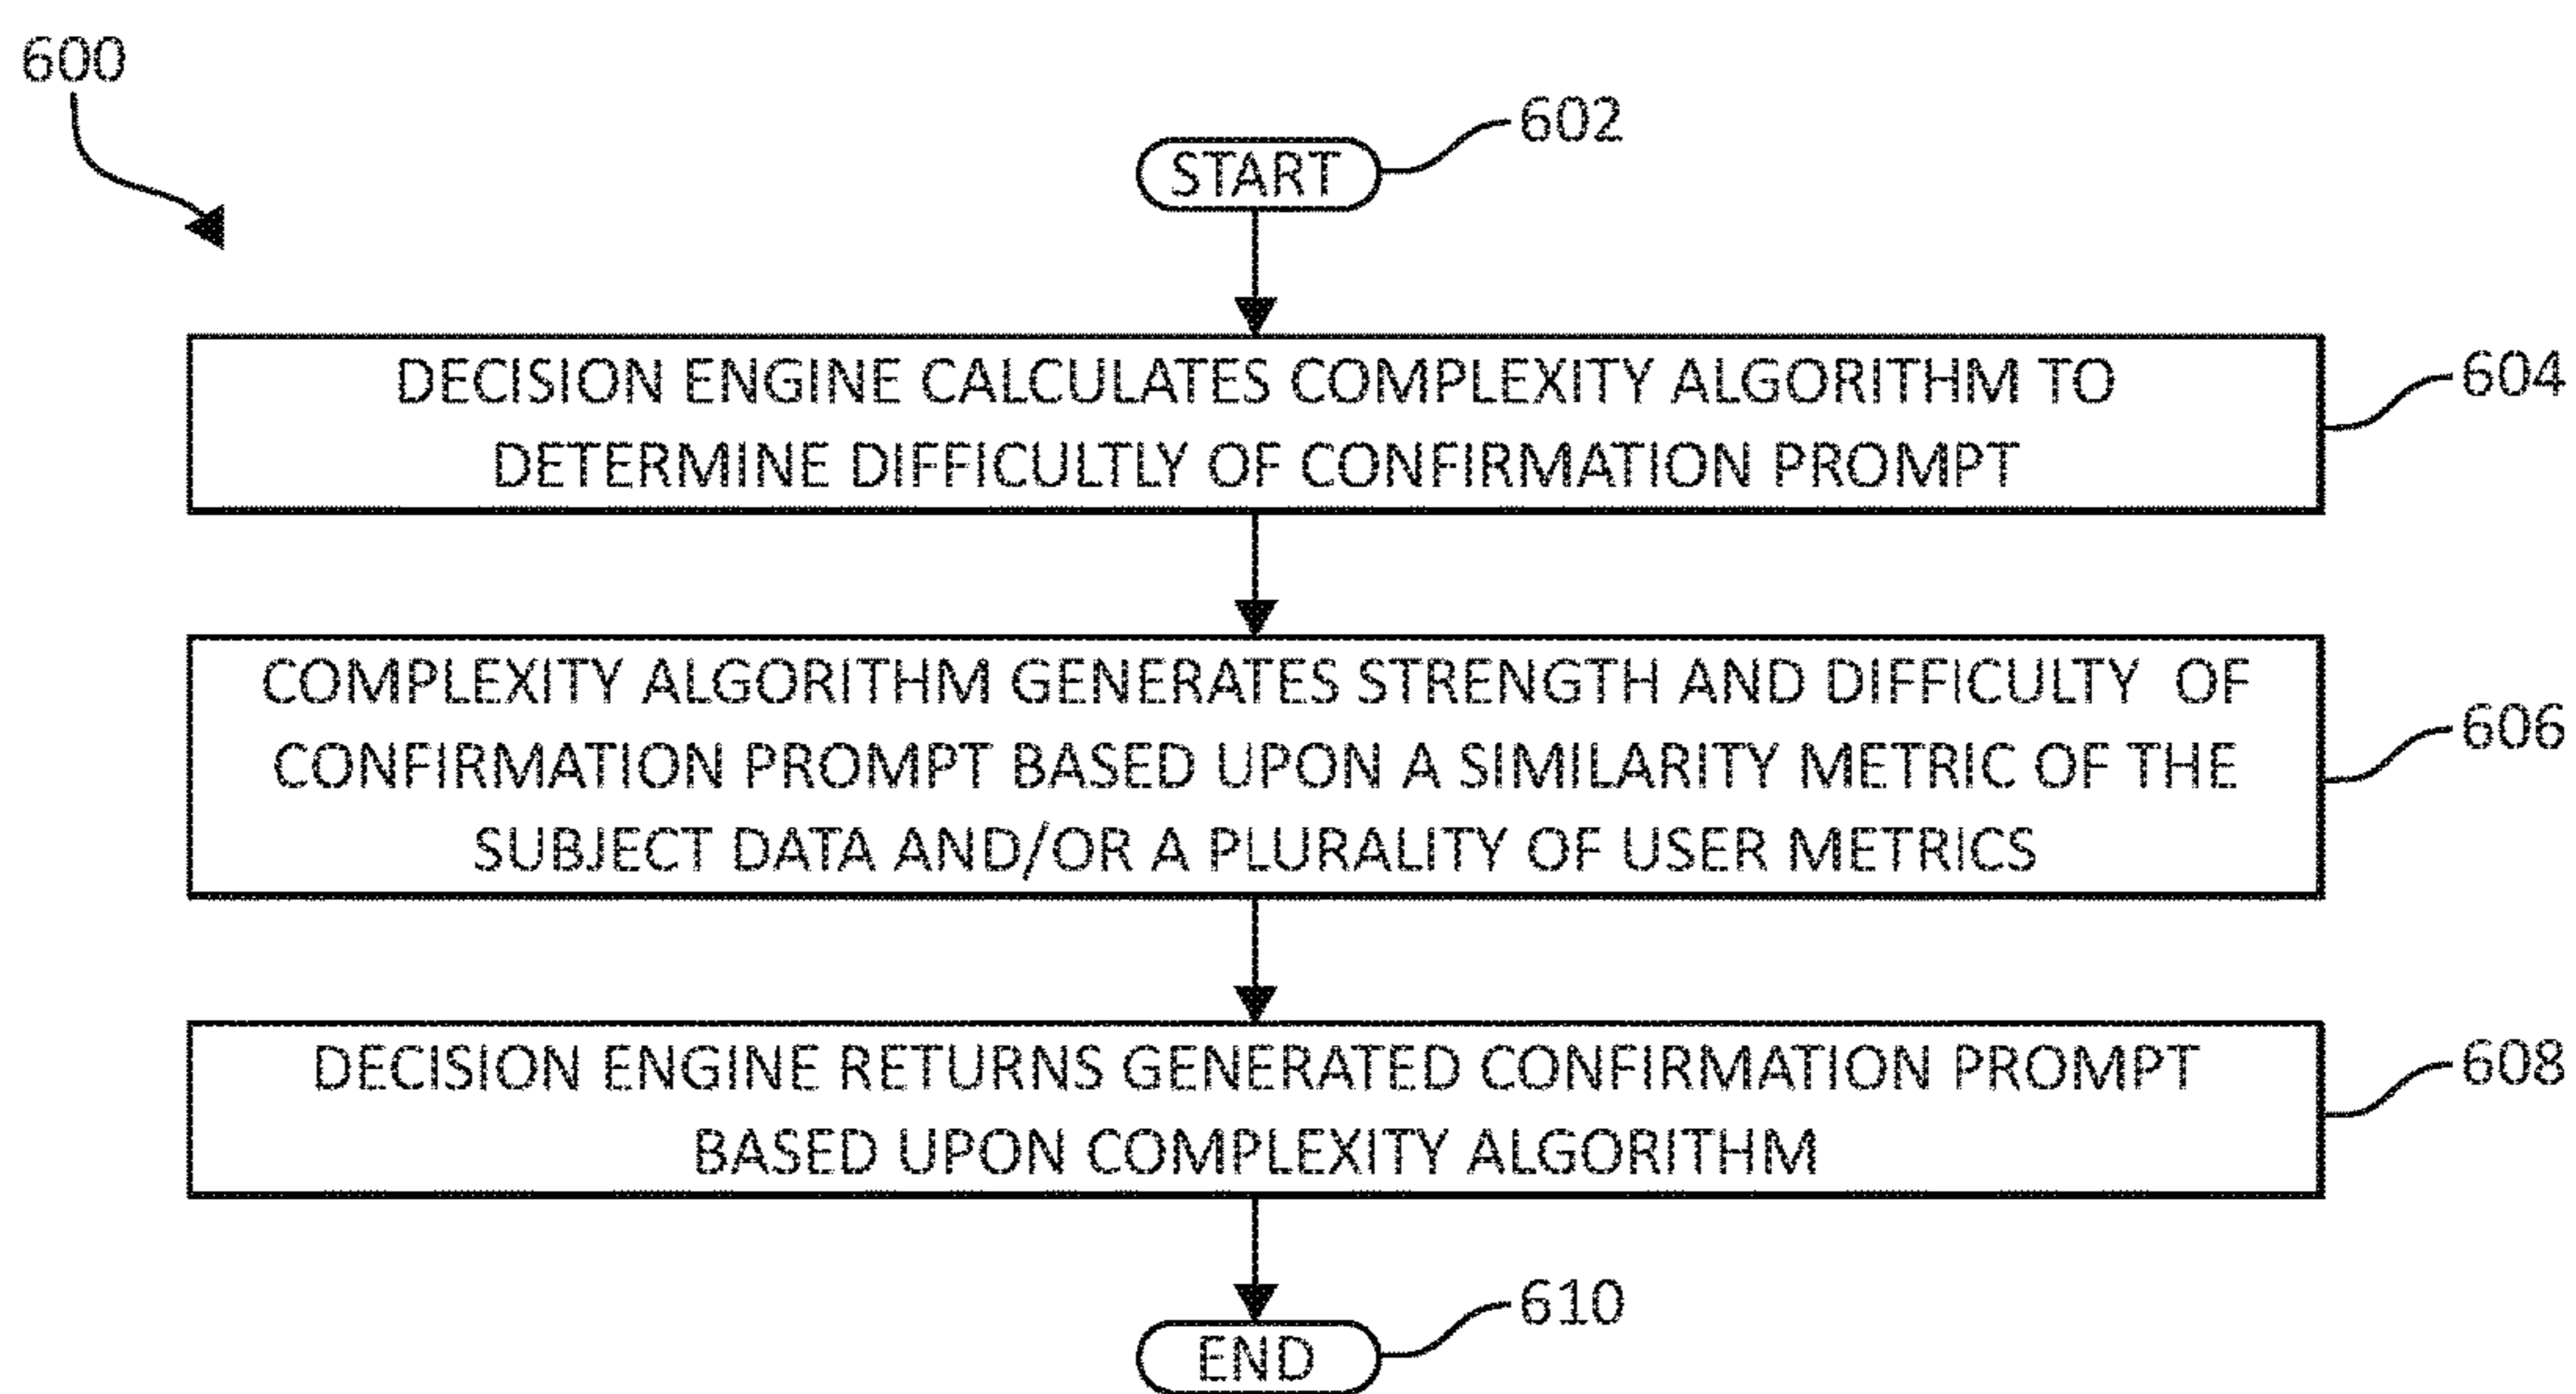 600
602
START
DECISION ENGINE CALCULATES COMPLEXITY ALGORITHM TO
DETERMINE DIFFICULTLY OF CONFIRMATION PROMPT
604
COMPLEXITY ALGORITHM GENERATES STRENGTH AND DIFFICULTY OF
CONFIRMATION PROMPT BASED UPON A SIMILARITY METRIC OF THE
SUBJECT DATA AND/OR A PLURALITY OF USER METRICS
606
DECISION ENGINE RETURNS GENERATED CONFIRMATION PROMPT
BASED UPON COMPLEXITY ALGORITHM
608
610
END